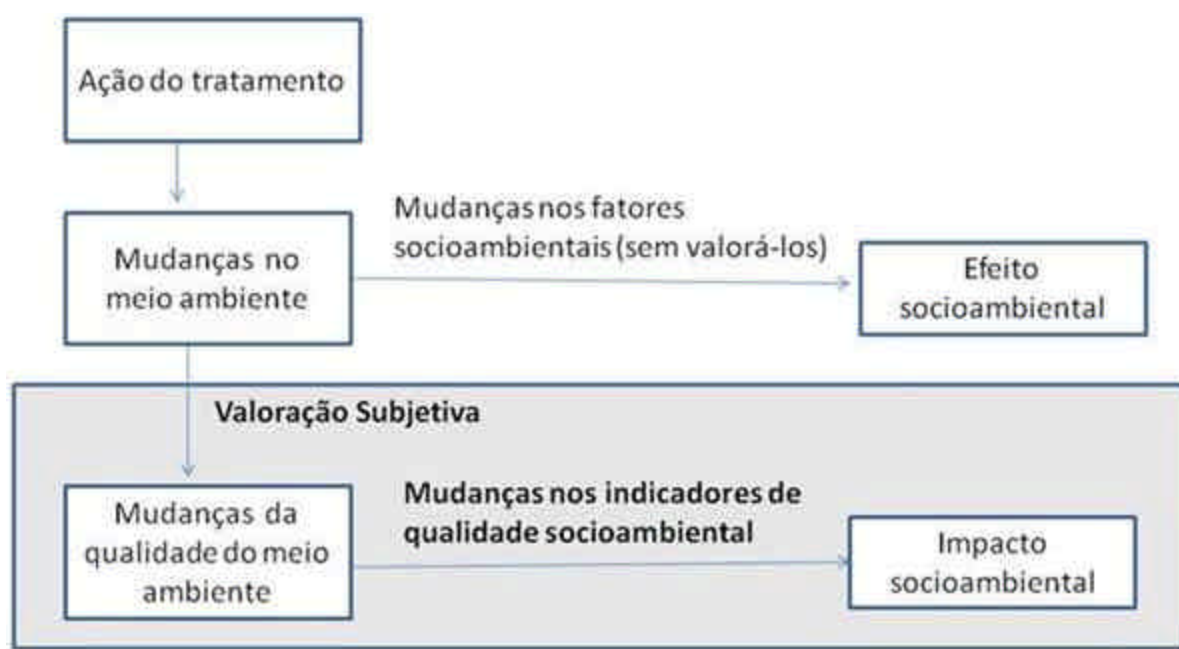 Ação do tratamento
Mudanças nos fatores
socioambientais (sem valorá-los)
Mudanças no
meio ambiente
Efeito
socioambiental
Valoração Subjetiva
Mudanças nos indicadores de
qualidade socioambiental
Mudanças da
qualidade do meio
ambiente
Impacto
socioambiental